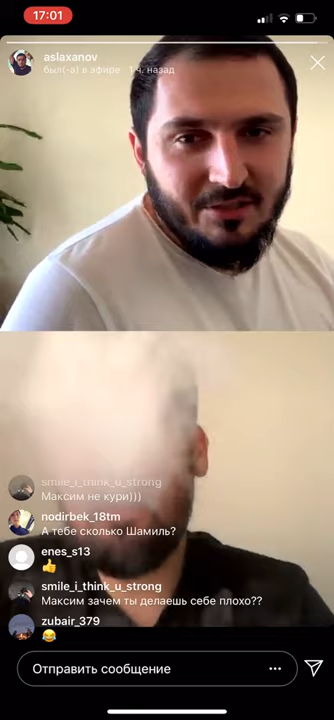 17:01
aslaxanov
был(-а) в эфире · 1 ч. назад
smile_i_think_u_strong
Максим не кури)))
nodirbek_18tm
А тебе сколько Шамиль?
enes_s13
👍
smile_i_think_u_strong
Максим зачем ты делаешь себе плохо??
zubair_379
😂
Отправить сообщение